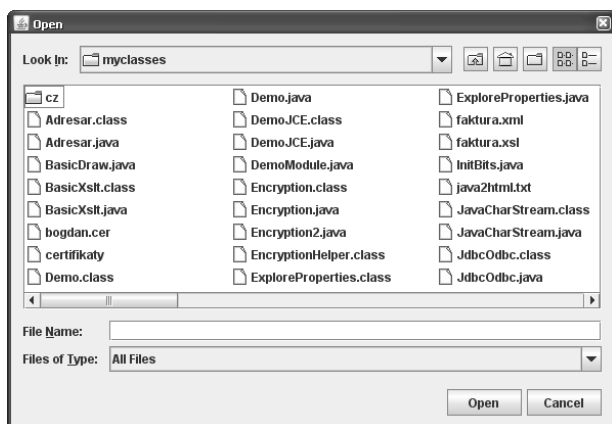 Open
Look In: myclasses
cz
Adresar.class
Adresar.java
BasicDraw.java
BasicXslt.class
BasicXslt.java
bogdan.cer
certifikaty
Demo.class
Demo.java
DemoJCE.class
DemoJCE.java
DemoModule.java
Encryption.class
Encryption.java
Encryption2.java
EncryptionHelper.class
ExploreProperties.class
ExploreProperties.java
faktura.xml
faktura.xsl
InitBits.java
java2html.txt
JavaCharStream.class
JavaCharStream.java
JdbcOdbc.class
JdbcOdbc.java
File Name:
Files of Type: All Files
Open Cancel